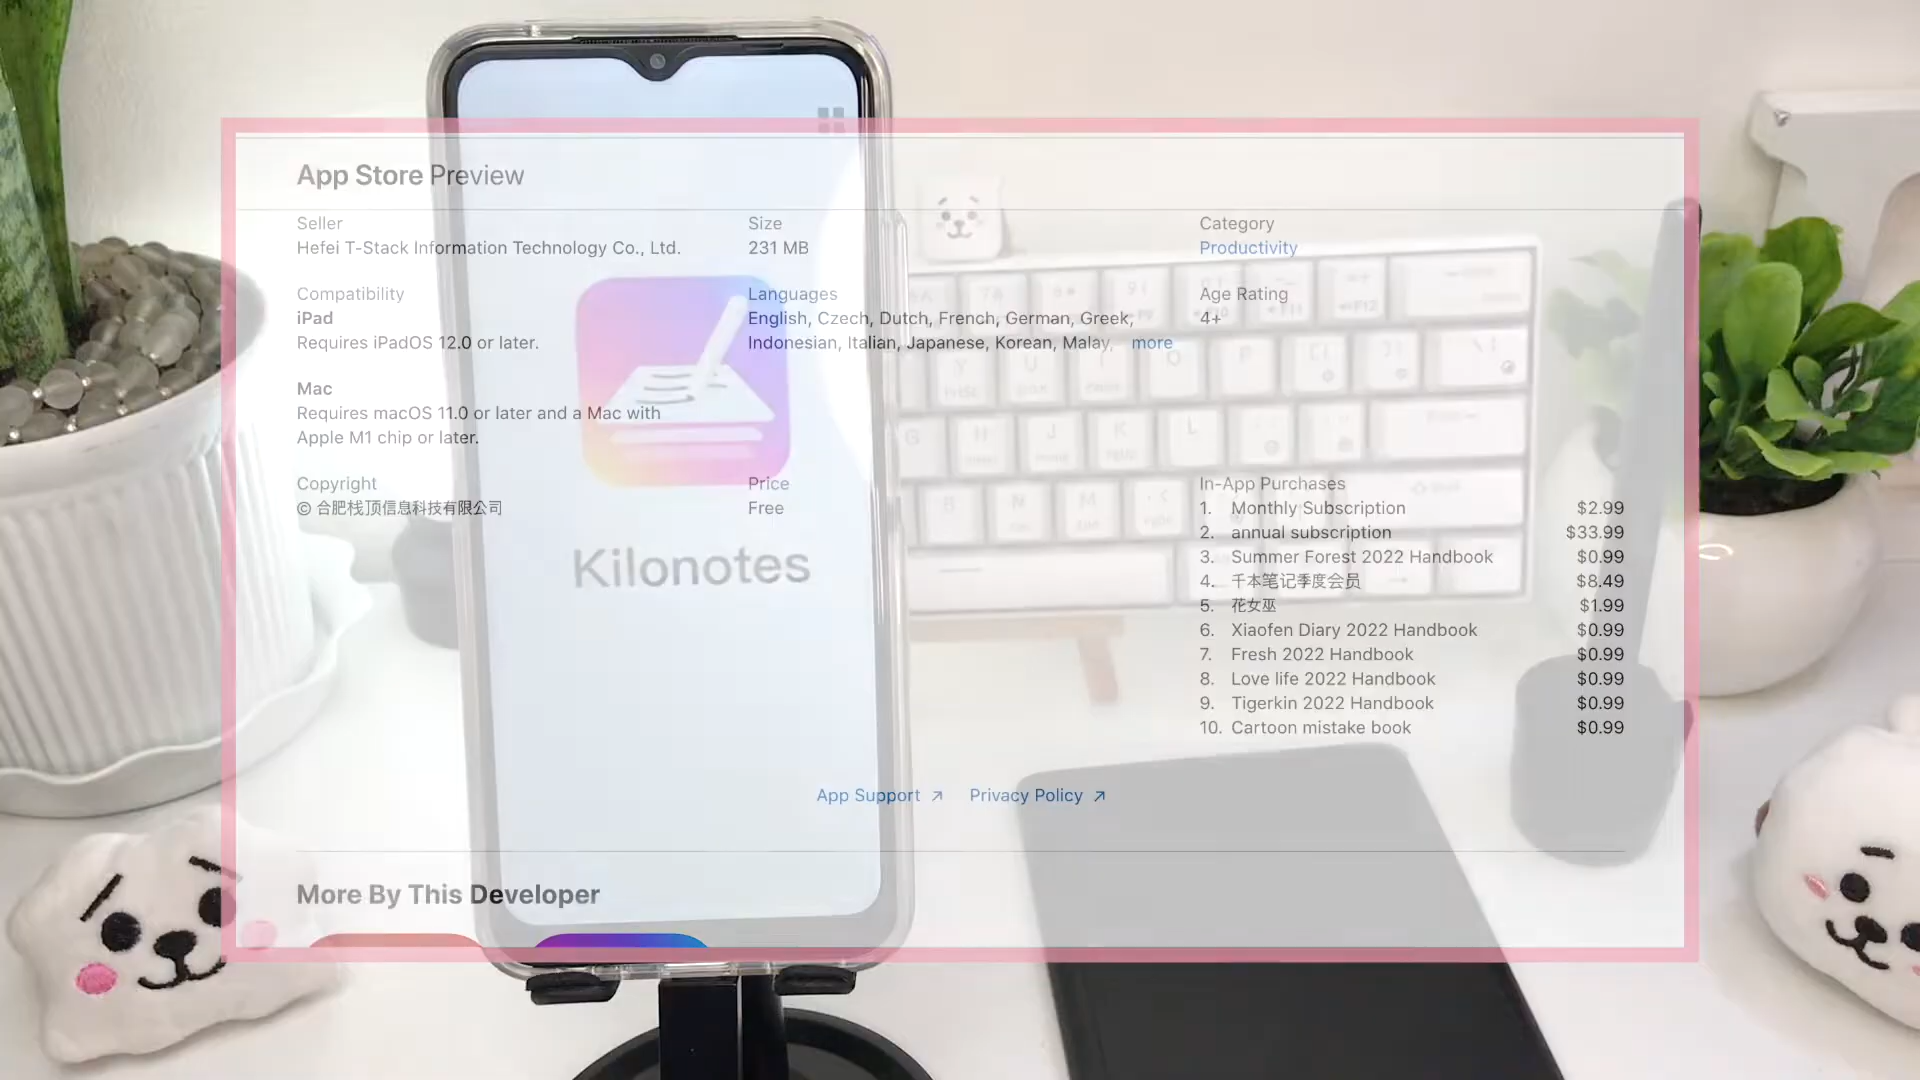 App Store Preview
Seller
Hefei T-Stack Information Technology Co., Ltd.
Size
231 MB
Category
Productivity
Compatibility
iPad
Requires iPadOS 12.0 or later.
Languages
English, Czech, Dutch, French, German, Greek,
Indonesian, Italian, Japanese, Korean, Malay, more
Age Rating
4+
Mac
Requires macOS 11.0 or later and a Mac with
Apple M1 chip or later.
Copyright
© 合肥栈顶信息科技有限公司
Price
Free
In-App Purchases
1. Monthly Subscription $2.99
2. annual subscription $33.99
3. Summer Forest 2022 Handbook $0.99
4. 千本笔记季度会员 $8.49
5. 花女巫 $1.99
6. Xiaofen Diary 2022 Handbook $0.99
7. Fresh 2022 Handbook $0.99
8. Love life 2022 Handbook $0.99
9. Tigerkin 2022 Handbook $0.99
10. Cartoon mistake book $0.99
Kilonotes
App Support ↗ Privacy Policy ↗
More By This Developer